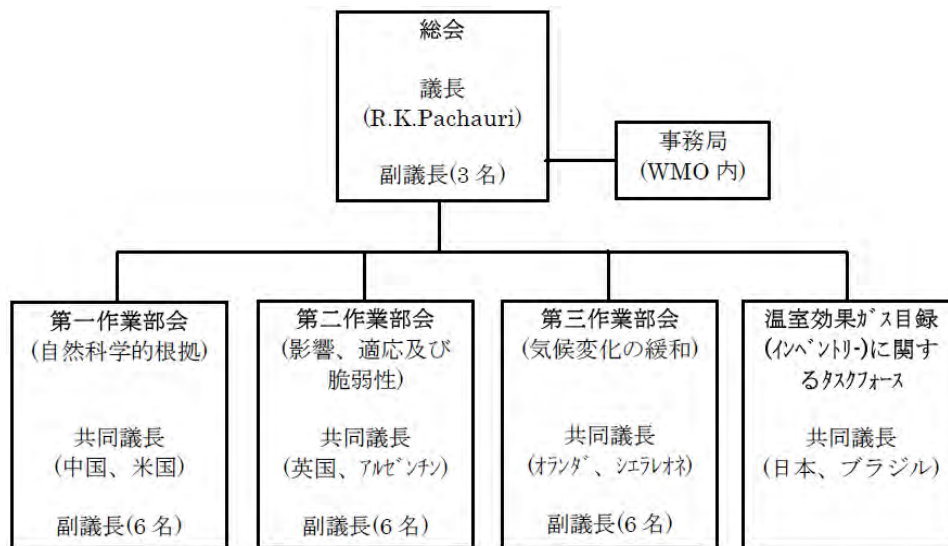 総会
議長
(R.K.Pachauri)
副議長(3 名)
事務局
(WMO 内)
第一作業部会
(自然科学的根拠)
共同議長
(中国、米国)
副議長(6 名)
第二作業部会
(影響、適応及び
脆弱性)
共同議長
(英国、ｱﾙｾﾞﾝﾁﾝ)
副議長(6 名)
第三作業部会
(気候変化の緩和)
共同議長
(ｵﾗﾝﾀﾞ、ｼｴﾗﾚｵﾈ)
副議長(6 名)
温室効果ｶﾞｽ目録
(ｲﾝﾍﾞﾝﾄﾘｰ)に関す
るﾀｽｸﾌｫｰｽ
共同議長
(日本、ブラジル)